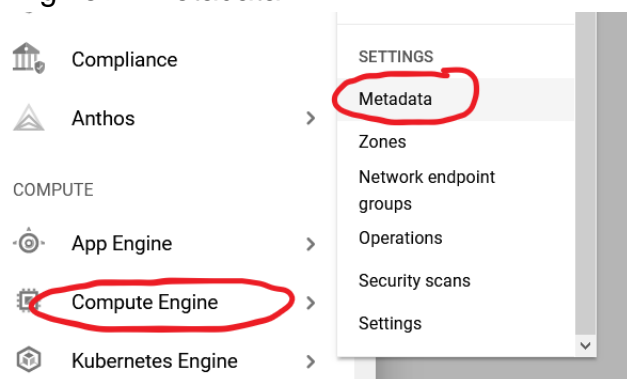 Compliance
Anthos
COMPUTE
App Engine
Compute Engine
Kubernetes Engine
SETTINGS
Metadata
Zones
Network endpoint
groups
Operations
Security scans
Settings